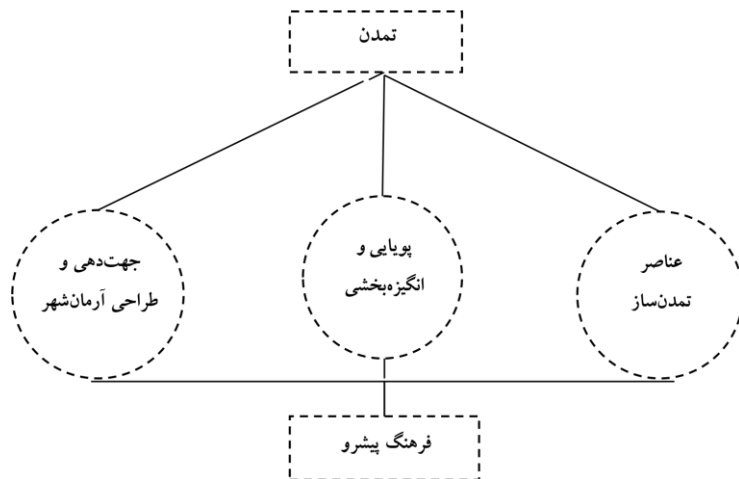 تمدن
عناصر
تمدن‌ساز
پویایی و
انگیزه‌بخشی
جهت‌دهی و
طراحی آرمان‌شهر
فرهنگ پیشرو